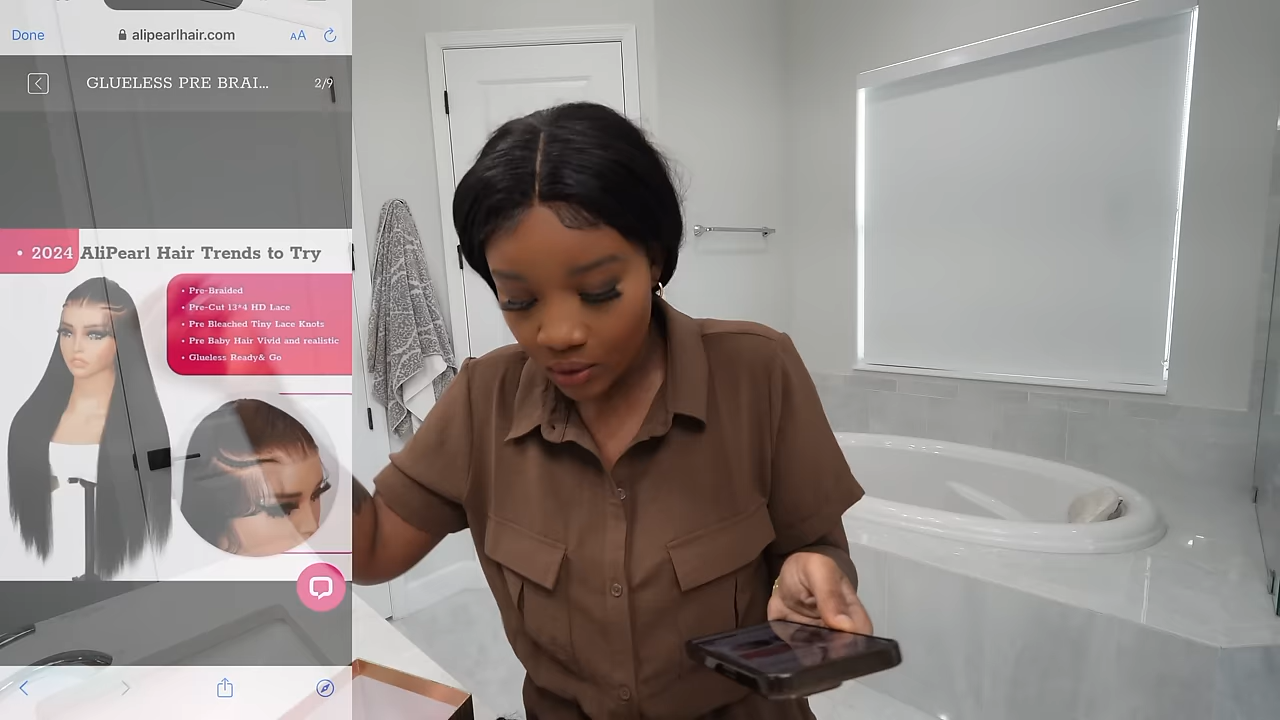 Done
alipearlhair.com
AA
GLUELESS PRE BRAI...
2/9
• 2024 AliPearl Hair Trends to Try
• Pre-Braided
• Pre-Cut 13*4 HD Lace
• Pre Bleached Tiny Lace Knots
• Pre Baby Hair Vivid and realistic
• Glueless Ready& Go